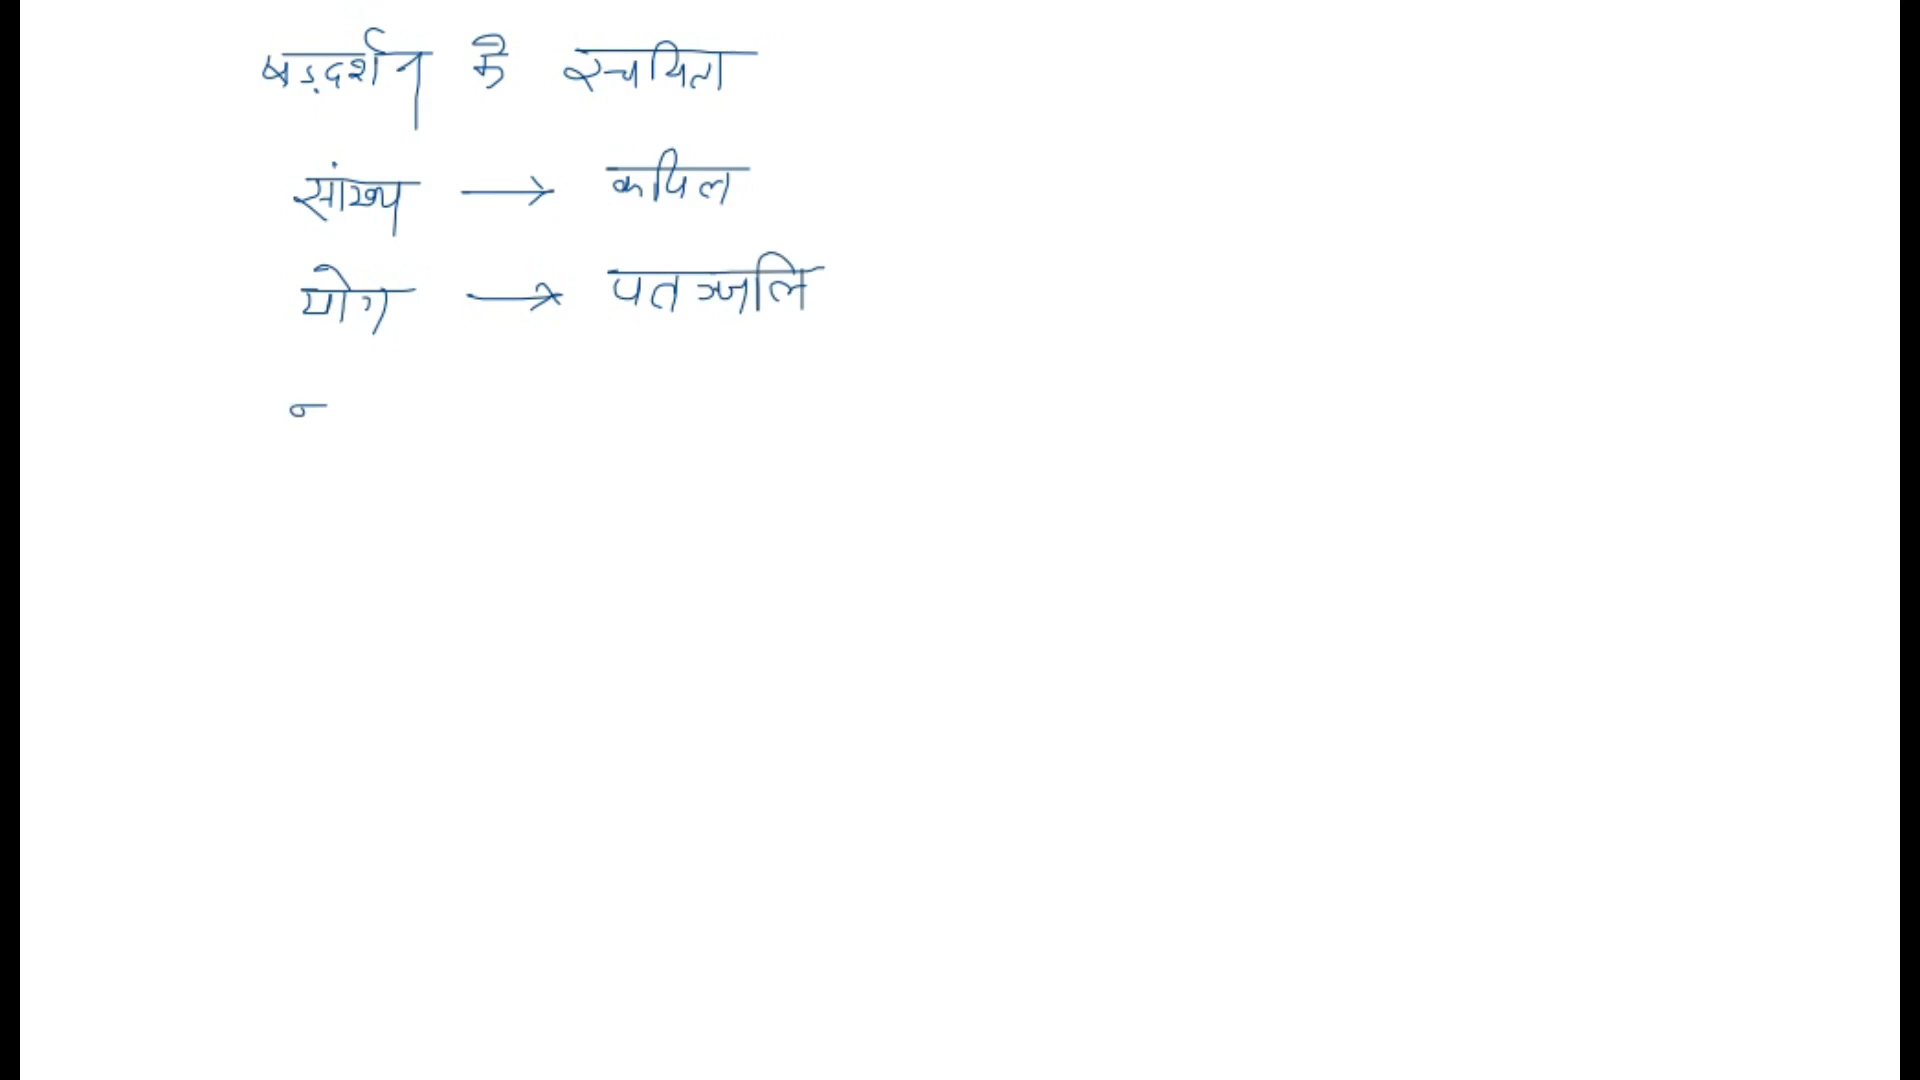 षड्दर्शन के रचयिता
सांख्य → कपिल
योग → पतञ्जलि